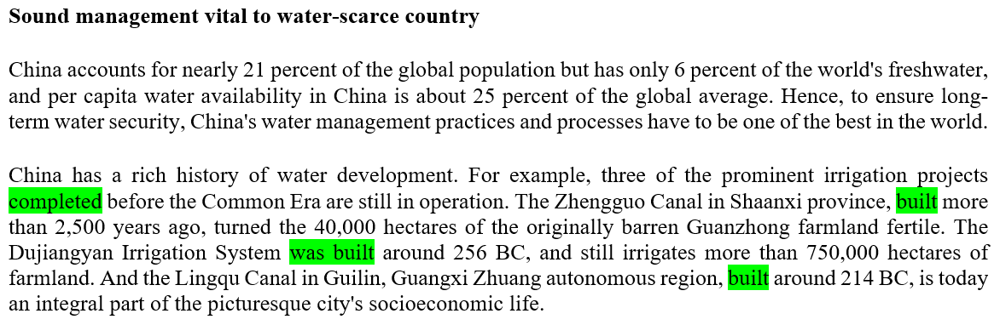 Sound management vital to water-scarce country
China accounts for nearly 21 percent of the global population but has only 6 percent of the world's freshwater,
and per capita water availability in China is about 25 percent of the global average. Hence, to ensure long-
term water security, China's water management practices and processes have to be one of the best in the world.
China has a rich history of water development. For example, three of the prominent irrigation projects
completed before the Common Era are still in operation. The Zhengguo Canal in Shaanxi province, built more
than 2,500 years ago, turned the 40,000 hectares of the originally barren Guanzhong farmland fertile. The
Dujiangyan Irrigation System was built around 256 BC, and still irrigates more than 750,000 hectares of
farmland. And the Lingqu Canal in Guilin, Guangxi Zhuang autonomous region, built around 214 BC, is today
an integral part of the picturesque city's socioeconomic life.